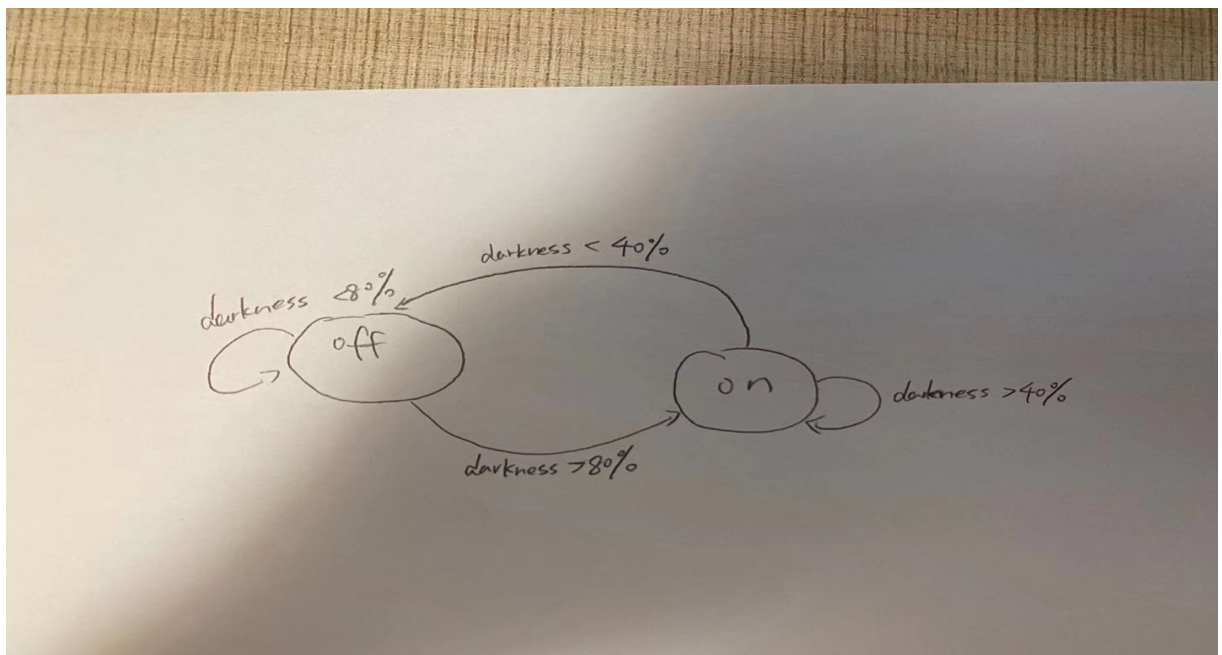 darkness < 40%
darkness <80%
off
on
darkness >40%
darkness >80%